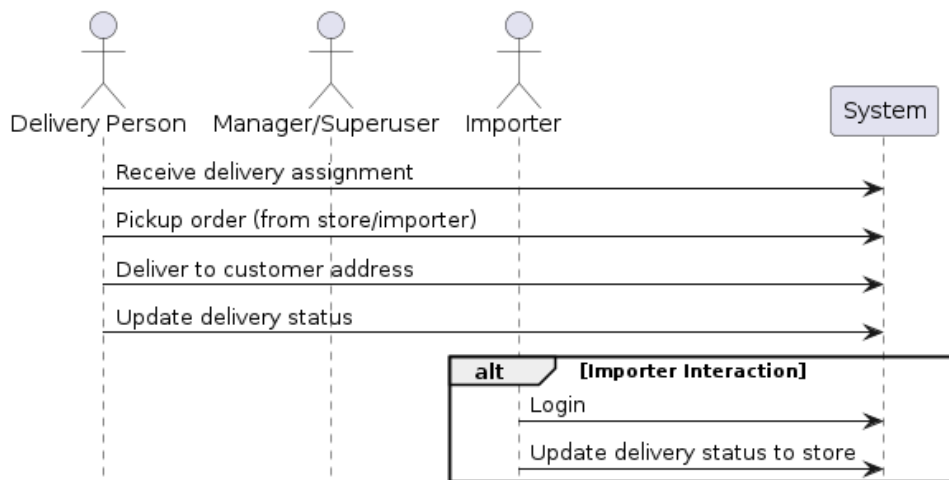 Delivery Person
Manager/Superuser
Importer
System
Receive delivery assignment
Pickup order (from store/importer)
Deliver to customer address
Update delivery status
alt
[Importer Interaction]
Login
Update delivery status to store